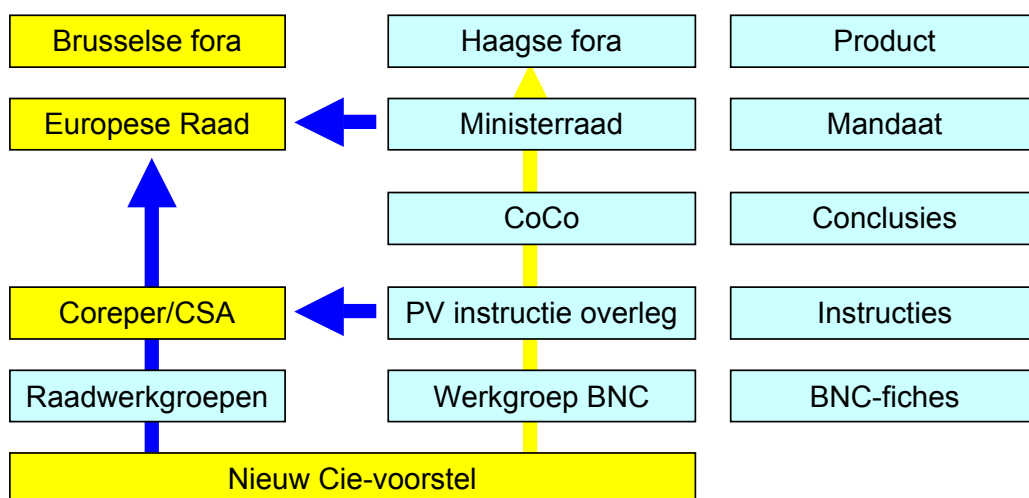 Brusselse fora
Haagse fora
Product
Europese Raad
Ministerraad
Mandaat
CoCo
Conclusies
Coreper/CSA
PV instructie overleg
Instructies
Raadwerkgroepen
Werkgroep BNC
BNC-fiches
Nieuw Cie-voorstel